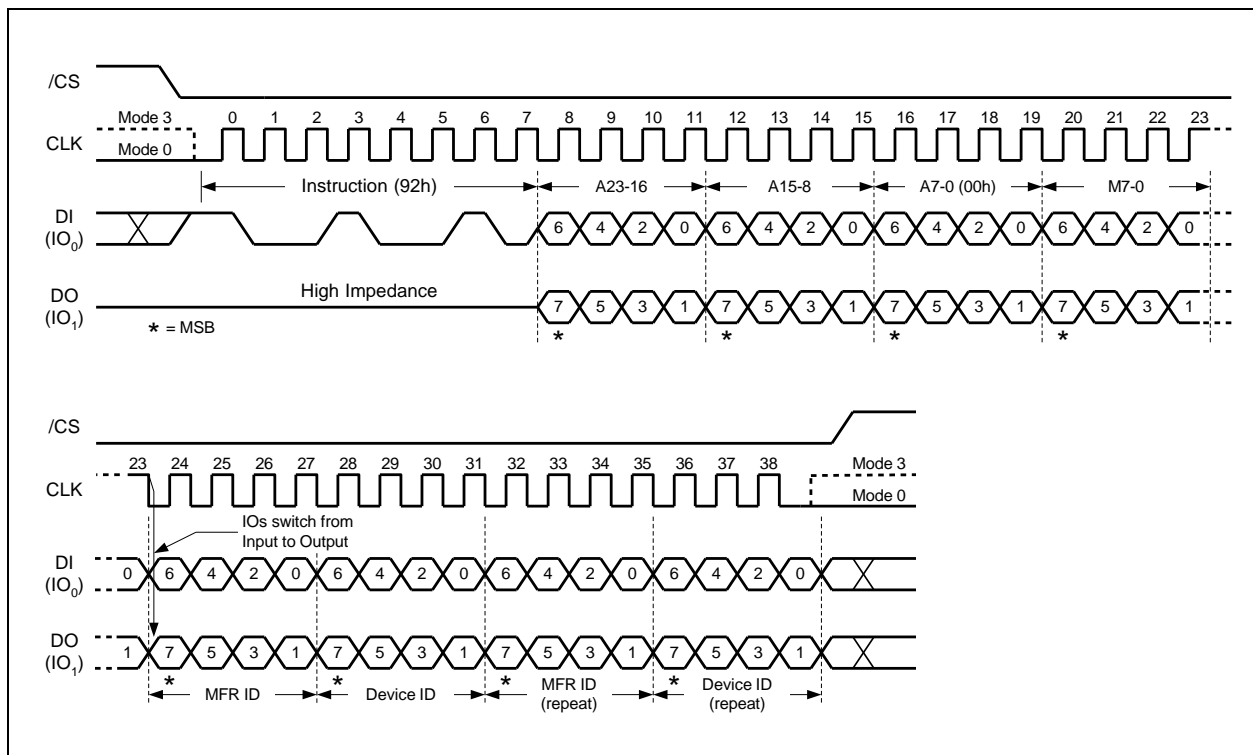 /CS
Mode 3 0 1 2 3 4 5 6 7 8 9 10 11 12 13 14 15 16 17 18 19 20 21 22 23
CLK
Mode 0
Instruction (92h) A23-16 A15-8 A7-0 (00h) M7-0
DI
(IO0) 6 4 2 0 6 4 2 0 6 4 2 0 6 4 2 0
High Impedance
DO
(IO1) 7 5 3 1 7 5 3 1 7 5 3 1 7 5 3 1
* = MSB * * * *
/CS
23 24 25 26 27 28 29 30 31 32 33 34 35 36 37 38 Mode 3
CLK
Mode 0
IOs switch from
Input to Output
DI
(IO0) 0 6 4 2 0 6 4 2 0 6 4 2 0 6 4 2 0
DO
(IO1) 1 7 5 3 1 7 5 3 1 7 5 3 1 7 5 3 1
* * * *
MFR ID Device ID MFR ID
(repeat) Device ID
(repeat)